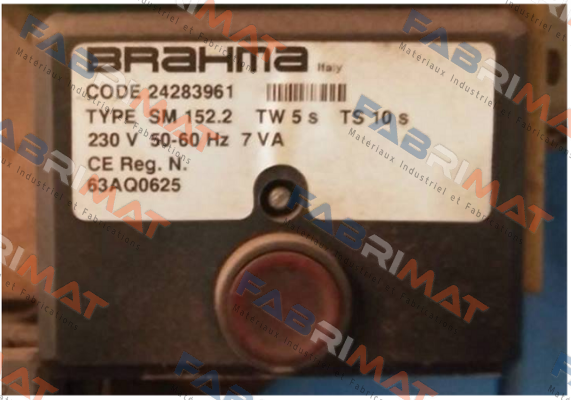 BRAHMA Italy
CODE 24283961
TYPE SM 152.2 TW 5 s TS 10 s
230 V 50-60 Hz 7 VA
CE Reg. N.
63AQ0625
FABRIMAT
Matériaux Industriel et Fabrications